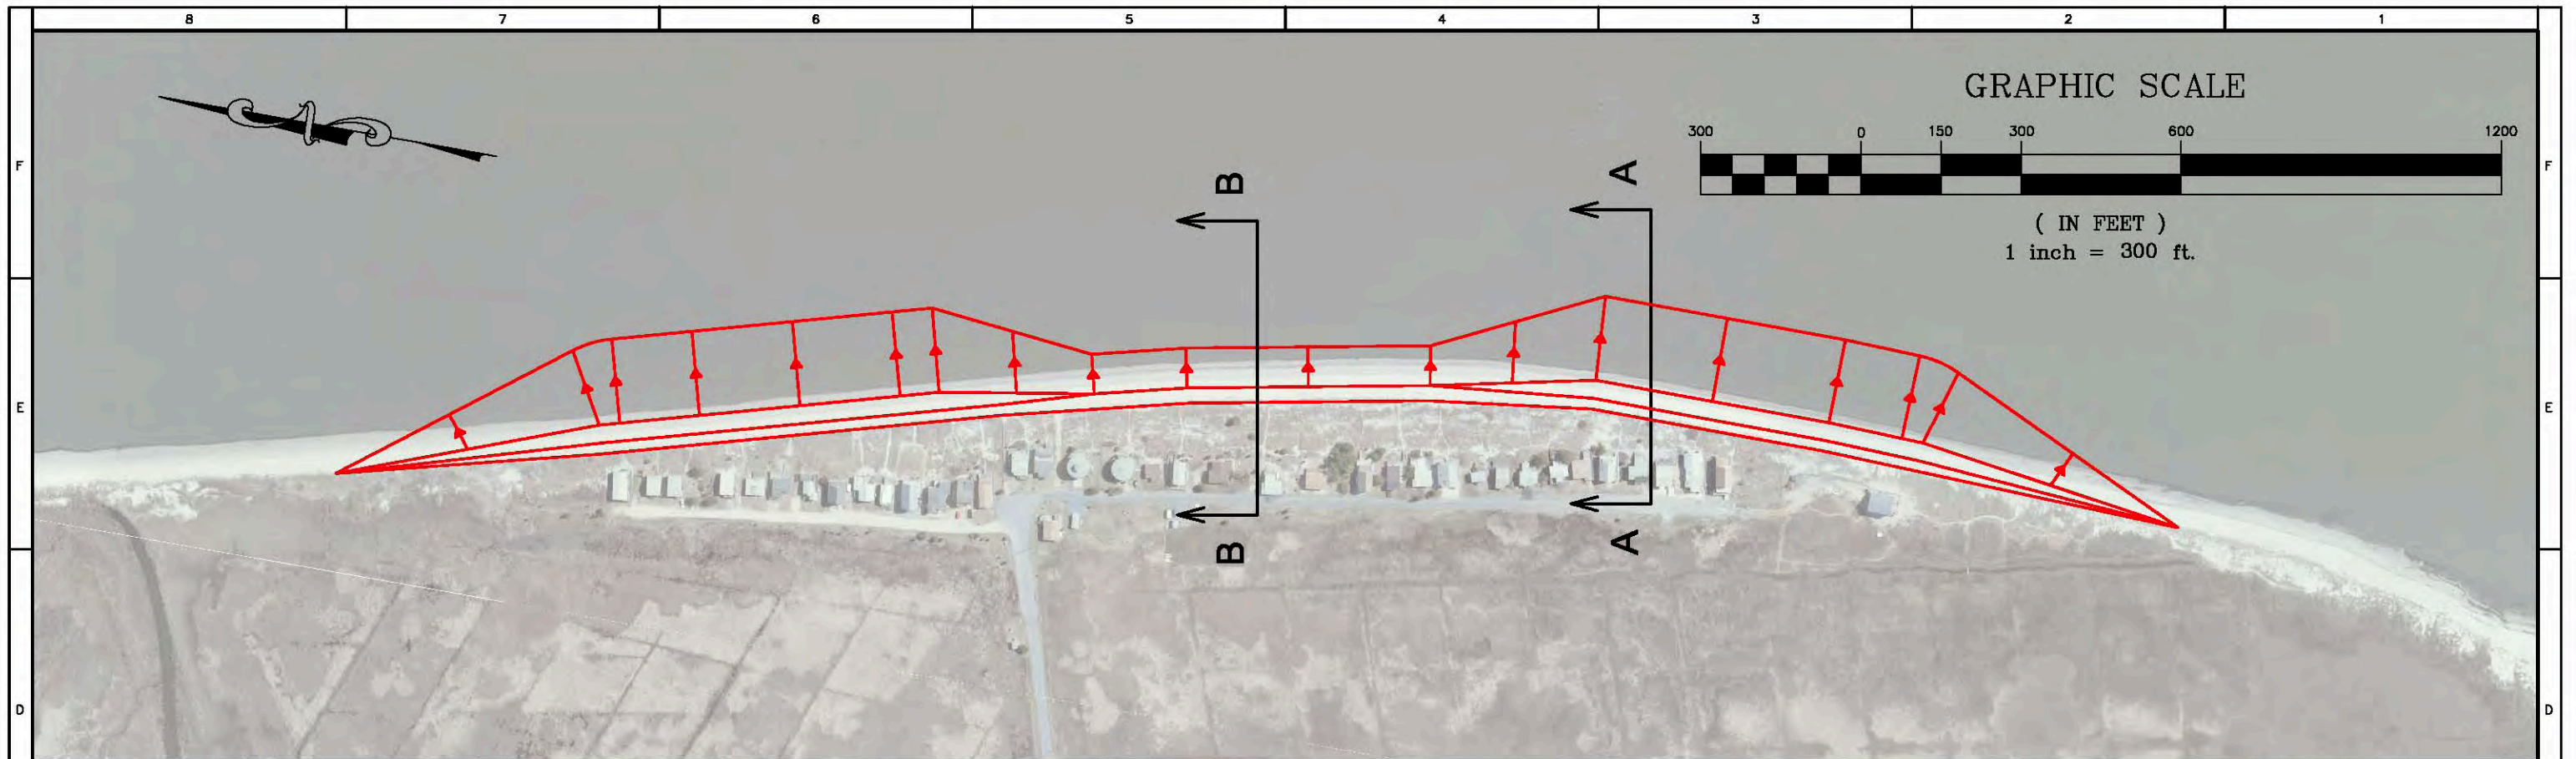 8 7 6 5 4 3 2 1
GRAPHIC SCALE
300 0 150 300 600 1200
F F
B A
( IN FEET )
1 inch = 300 ft.
E E
B A
D D